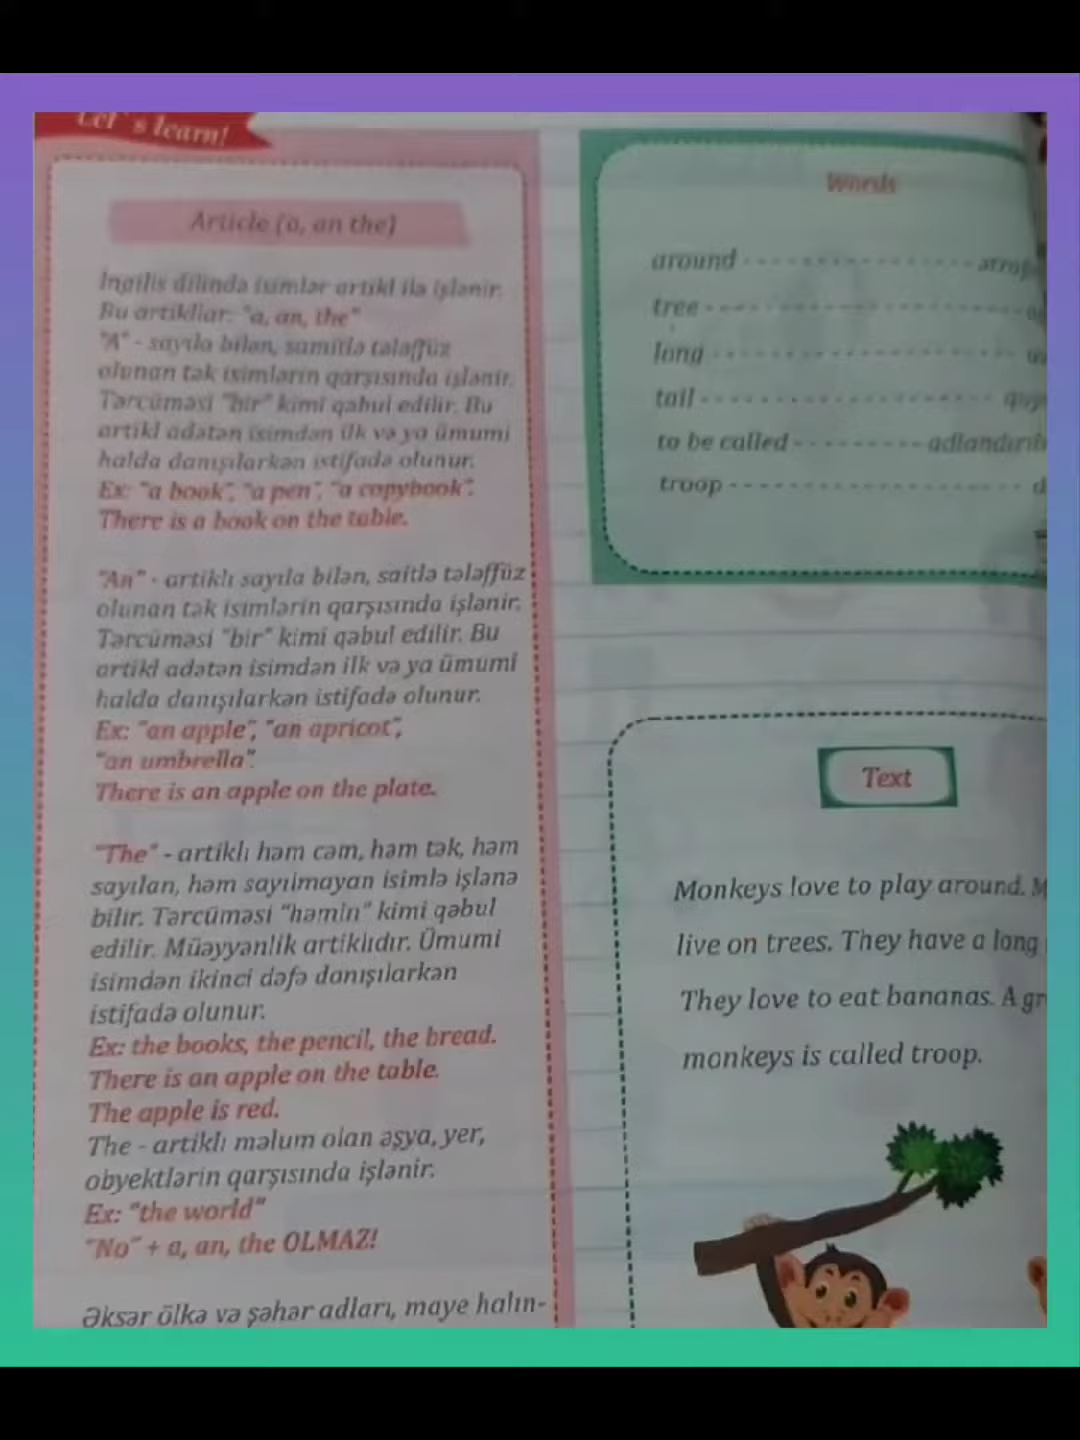 Let's learn!
Article (a, an the)
İngilis dilində isimlər artikl ilə işlənir.
Bu artikllar: "a, an, the"
"A" - sayıla bilən, samitlə tələffüz
olunan tək isimlərin qarşısında işlənir.
Tərcüməsi "bir" kimi qəbul edilir. Bu
artikl adətən isimdən ilk və ya ümumi
halda danışılarkən istifadə olunur.
Ex: "a book", "a pen", "a copybook".
There is a book on the table.
"An" - artiklı sayıla bilən, saitlə tələffüz
olunan tək isimlərin qarşısında işlənir.
Tərcüməsi "bir" kimi qəbul edilir. Bu
artikl adətən isimdən ilk və ya ümumi
halda danışılarkən istifadə olunur.
Ex: "an apple", "an apricot",
"an umbrella".
There is an apple on the plate.
"The" - artiklı həm cəm, həm tək, həm
sayılan, həm sayılmayan isimlə işlənə
bilir. Tərcüməsi "həmin" kimi qəbul
edilir. Müəyyənlik artiklıdır. Ümumi
isimdən ikinci dəfə danışılarkən
istifadə olunur.
Ex: the books, the pencil, the bread.
There is an apple on the table.
The apple is red.
The - artiklı məlum olan əşya, yer,
obyektlərin qarşısında işlənir.
Ex: "the world"
"No" + a, an, the OLMAZ!
Əksər ölkə və şəhər adları, maye halın-
Words
around
tree
long
tail
to be called
troop
Text
Monkeys love to play around.
live on trees. They have a long
They love to eat bananas. A
monkeys is called troop.